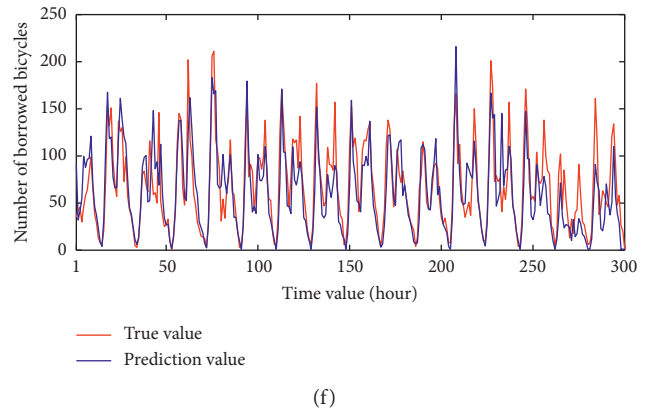 250
200
150
100
50
0
Number of borrowed bicycles
1 50 100 150 200 250 300
Time value (hour)
True value
Prediction value
(f)